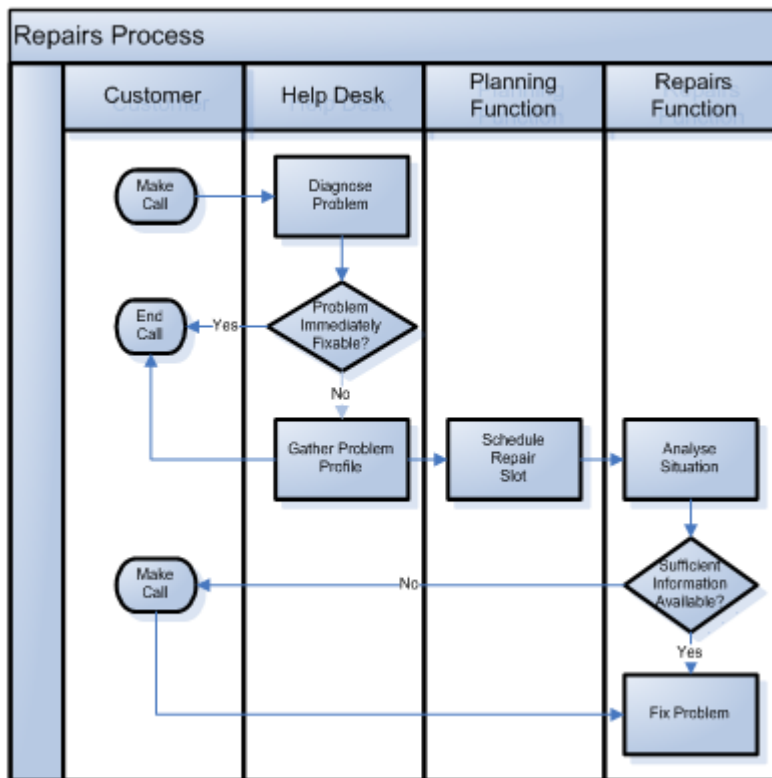 Repairs Process
Customer
Help Desk
Planning
Function
Repairs
Function
Make
Call
Diagnose
Problem
End
Call
Yes
Problem
Immediately
Fixable?
No
Gather Problem
Profile
Schedule
Repair
Slot
Analyse
Situation
Make
Call
No
Sufficient
Information
Available?
Yes
Fix Problem